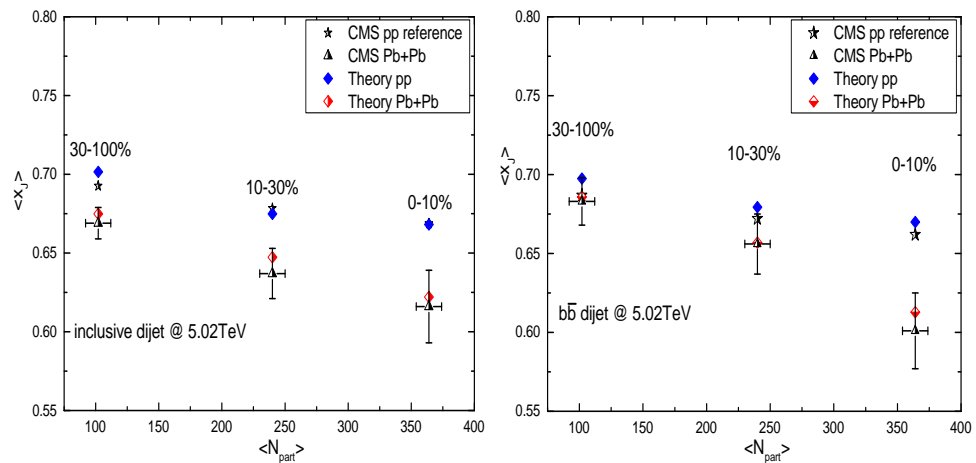 CMS pp reference
CMS Pb+Pb
Theory pp
Theory Pb+Pb
30-100%
10-30%
0-10%
inclusive dijet @ 5.02TeV
0.80
0.75
0.70
0.65
0.60
0.55
<x_J>
100 150 200 250 300 350 400
<N_part>
CMS pp reference
CMS Pb+Pb
Theory pp
Theory Pb+Pb
30-100%
10-30%
0-10%
bb̅ dijet @ 5.02TeV
0.80
0.75
0.70
0.65
0.60
0.55
<x_J>
100 150 200 250 300 350 400
<N_part>